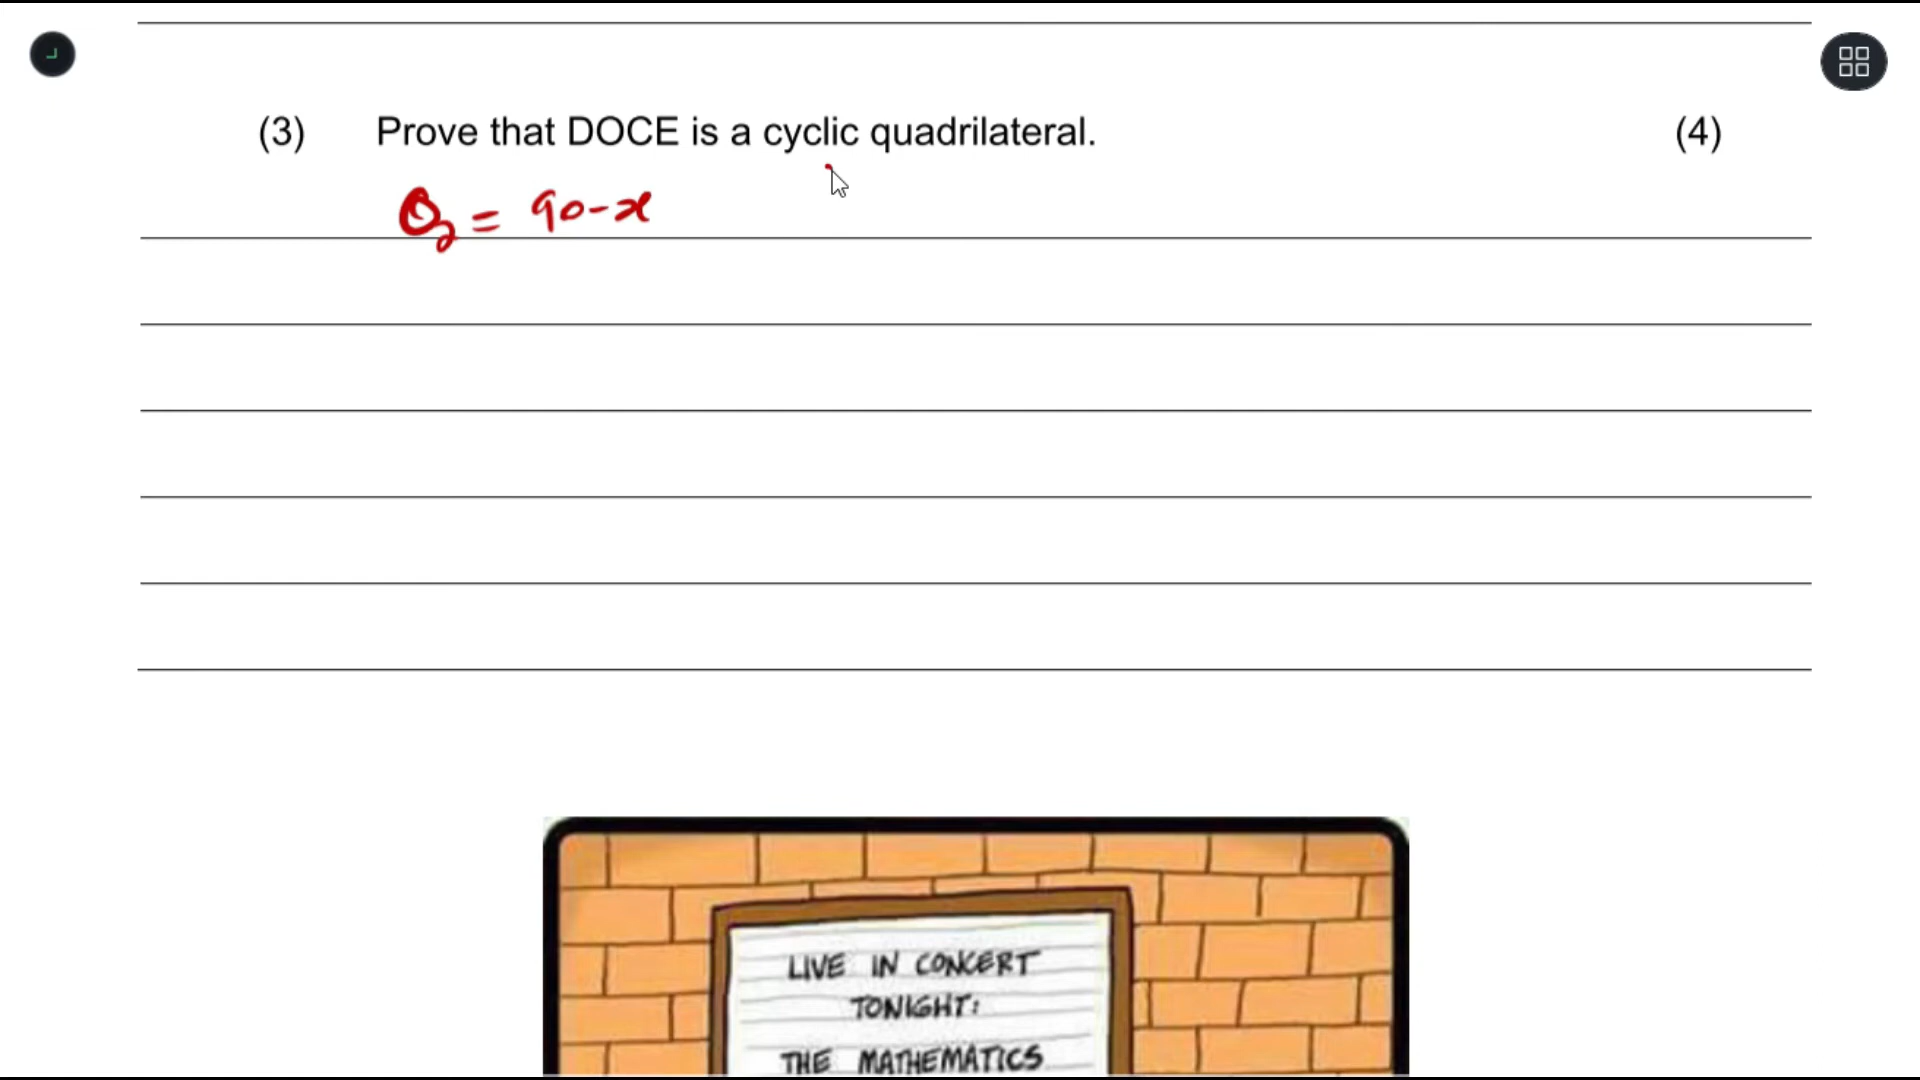 (3) Prove that DOCE is a cyclic quadrilateral. (4)
O₂ = 90-x
LIVE IN CONCERT
TONIGHT:
THE MATHEMATICS